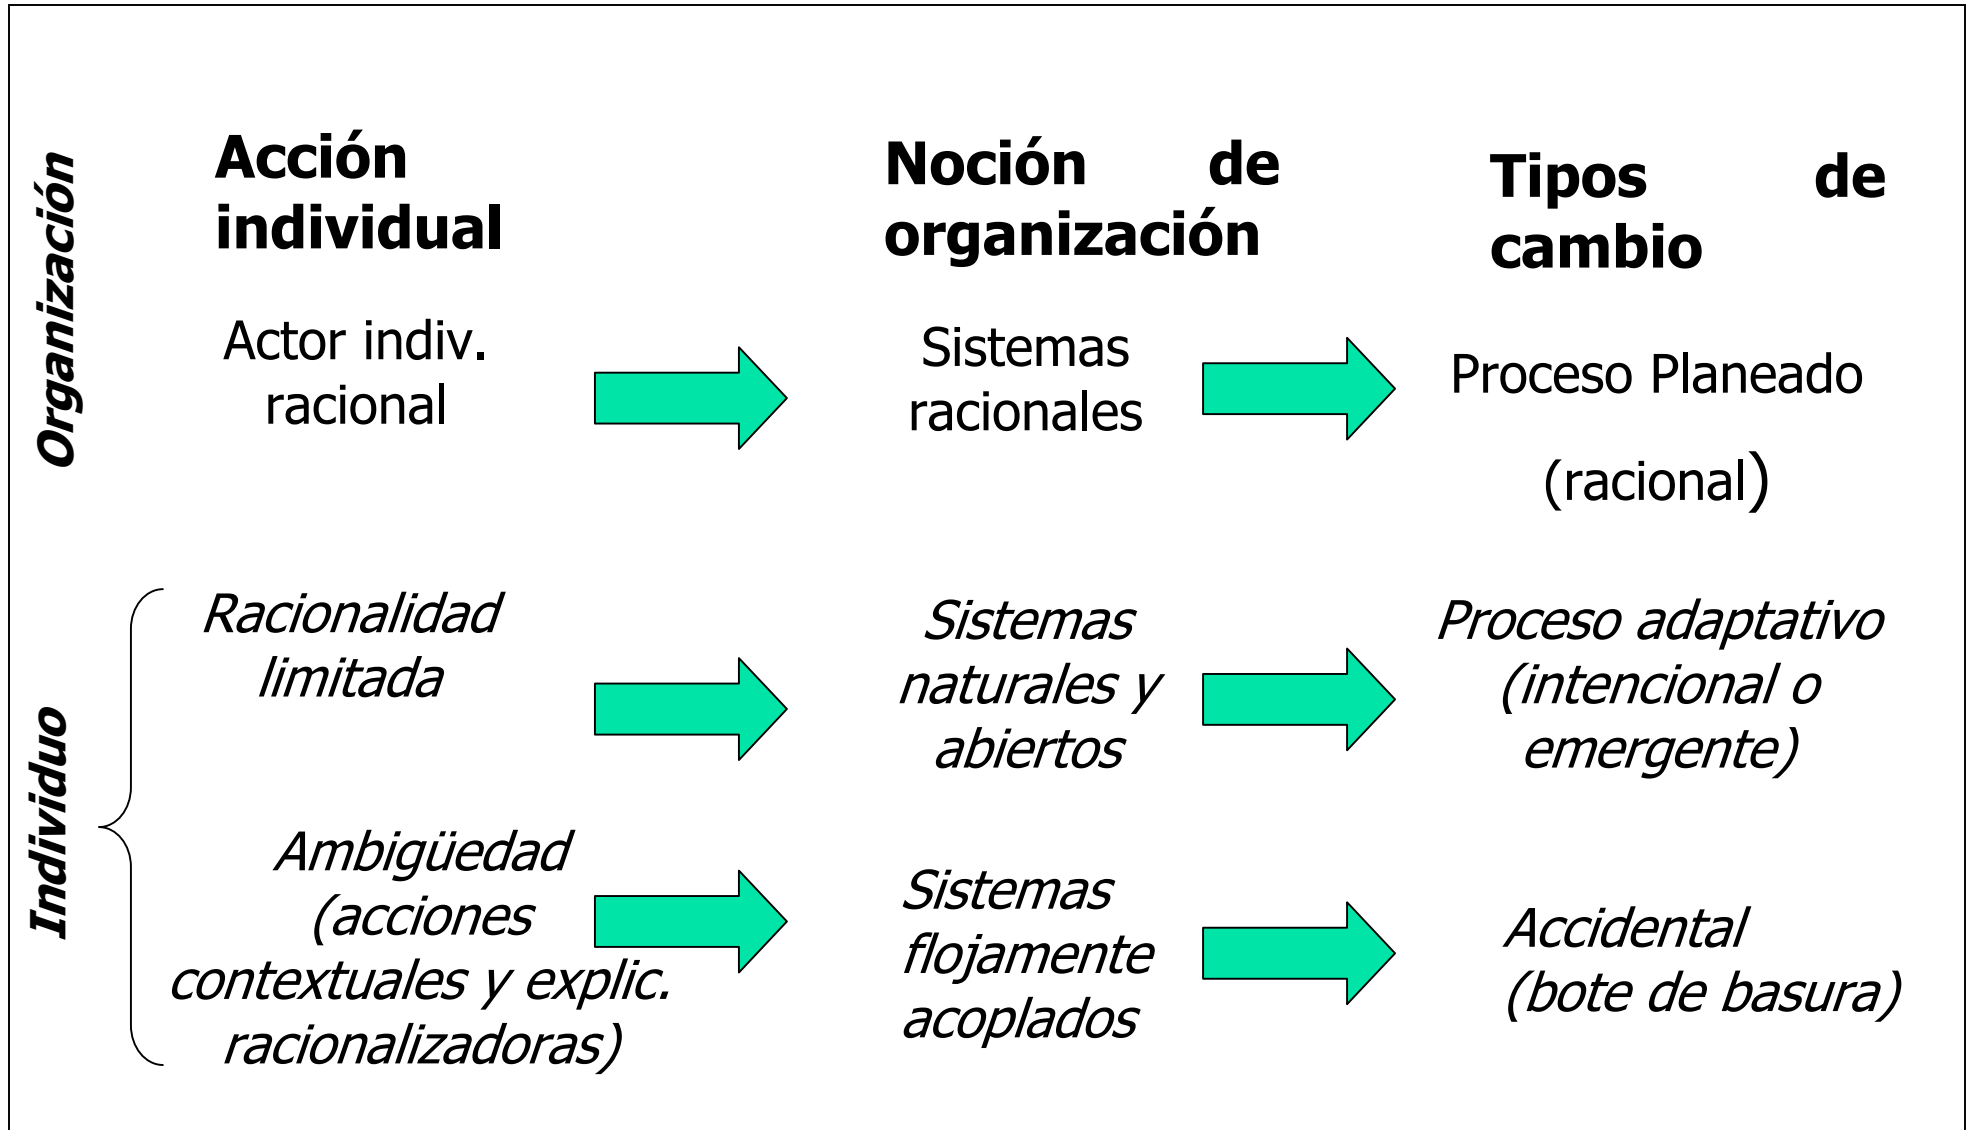 Organización
Acción
individual
Noción de
organización
Tipos de
cambio
Actor indiv.
racional
Sistemas
racionales
Proceso Planeado
(racional)
Individuo
Racionalidad
limitada
Sistemas
naturales y
abiertos
Proceso adaptativo
(intencional o
emergente)
Ambigüedad
(acciones
contextuales y explic.
racionalizadoras)
Sistemas
flojamente
acoplados
Accidental
(bote de basura)